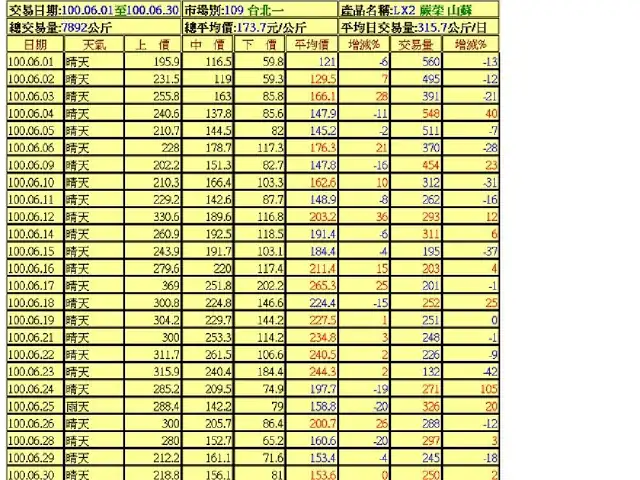 交易日期:100.06.01至100.06.30 市場別:109 台北一 產品名稱:LX2 蕨菜 山蘇
總交易量:7892公斤 總平均價:173.7元/公斤 平均日交易量:315.7公斤/日
日期 天氣 上 價 中 價 下 價 平均價 增減% 交易量 增減%
100.06.01 晴天 195.9 116.5 59.8 121 -6 560 -13
100.06.02 晴天 231.5 119 59.3 129.5 7 495 -12
100.06.03 晴天 255.8 163 85.8 166.1 28 391 -21
100.06.04 晴天 240.6 137.8 85.6 147.9 -11 548 40
100.06.05 晴天 210.7 144.5 82 145.2 -2 511 -7
100.06.06 晴天 228 178.7 117.3 176.3 21 370 -28
100.06.09 晴天 202.2 151.3 82.7 147.8 -16 454 23
100.06.10 晴天 210.3 166.4 103.3 162.6 10 312 -31
100.06.11 晴天 229.2 142.6 87.7 148.9 -8 262 -16
100.06.12 晴天 330.6 189.6 116.8 203.2 36 293 12
100.06.14 晴天 260.9 192.5 118.5 191.4 -6 311 6
100.06.15 晴天 243.9 191.7 103.1 184.4 -4 195 -37
100.06.16 晴天 279.6 220 117.4 211.4 15 203 4
100.06.17 晴天 369 251.8 202.2 265.3 25 201 -1
100.06.18 晴天 300.8 224.8 146.6 224.4 -15 252 25
100.06.19 晴天 304.2 229.7 144.2 227.5 1 251 0
100.06.21 晴天 300 253.3 114.2 234.8 3 248 -1
100.06.22 晴天 311.7 261.5 106.6 240.5 2 226 -9
100.06.23 晴天 315.9 240.4 184.4 244.3 2 132 -42
100.06.24 晴天 285.2 209.5 74.9 197.7 -19 271 105
100.06.25 雨天 288.4 142.2 79 158.8 -20 326 20
100.06.26 晴天 300 205.7 86.4 200.7 26 288 -12
100.06.28 晴天 280 152.7 65.2 160.6 -20 297 3
100.06.29 晴天 212.2 161.1 71.6 153.4 -4 245 -18
100.06.30 晴天 218.8 156.1 81 153.6 0 250 2